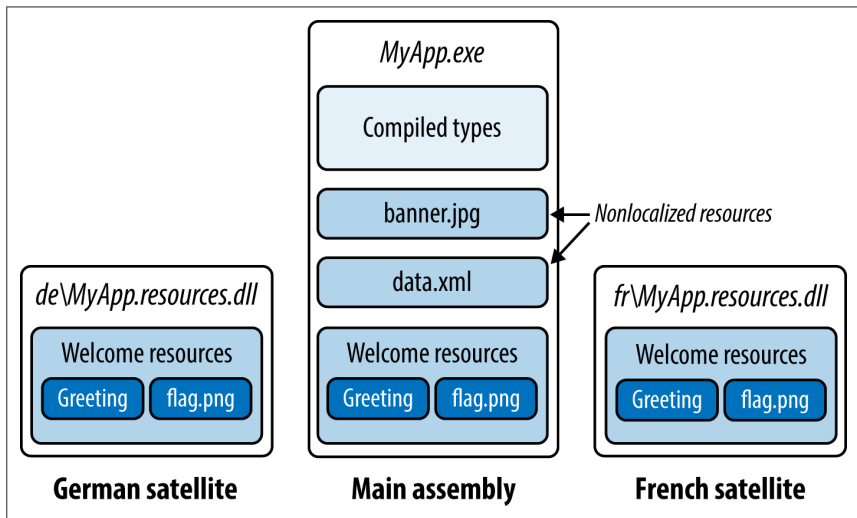 MyApp.exe
Compiled types
banner.jpg
Nonlocalized resources
data.xml
de\MyApp.resources.dll
Welcome resources
Greeting
flag.png
Welcome resources
Greeting
flag.png
fr\MyApp.resources.dll
Welcome resources
Greeting
flag.png
German satellite
Main assembly
French satellite